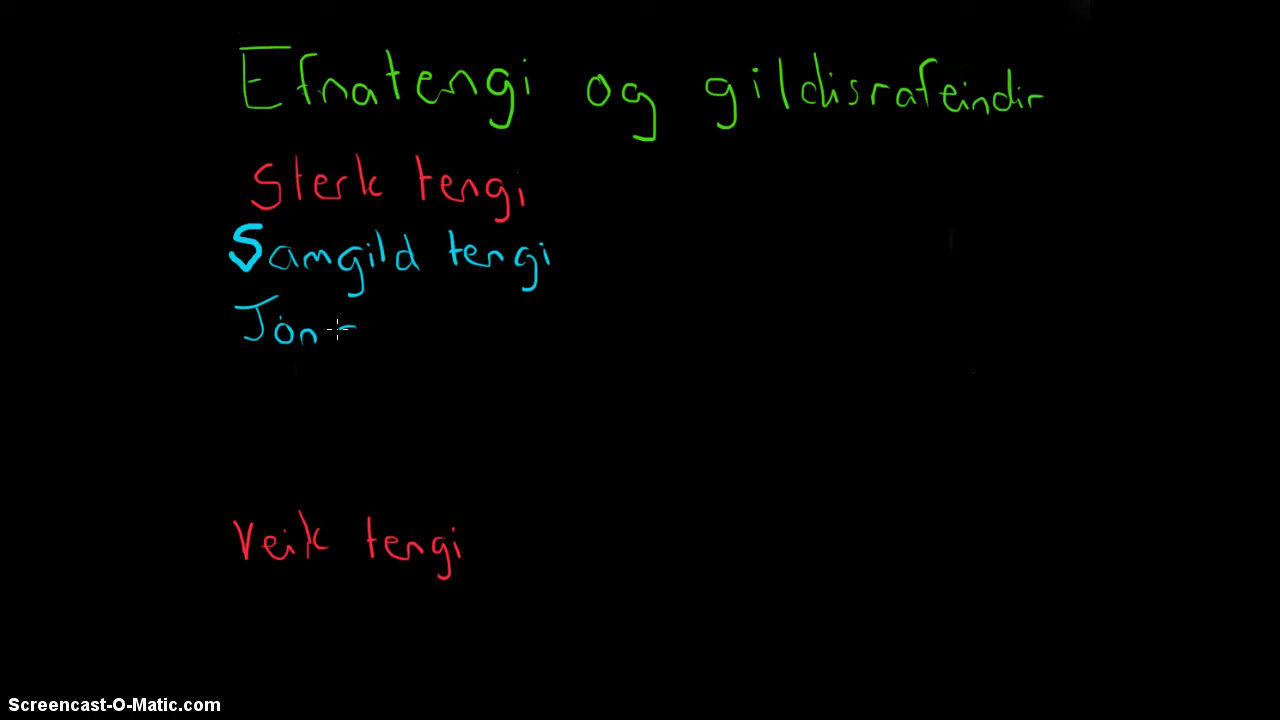 Efnatengi og gildisrafeindir
Sterk tengi
Samgild tengi
Jón
Veik tengi
Screencast-O-Matic.com